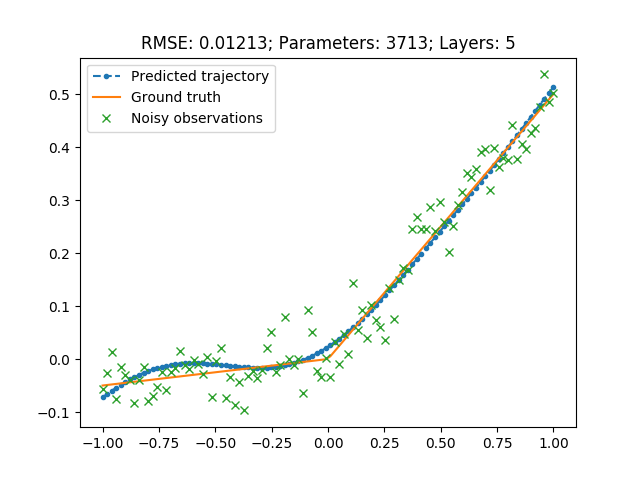 RMSE: 0.01213; Parameters: 3713; Layers: 5
Predicted trajectory
Ground truth
Noisy observations
0.5
0.4
0.3
0.2
0.1
0.0
−0.1
−1.00 −0.75 −0.50 −0.25 0.00 0.25 0.50 0.75 1.00